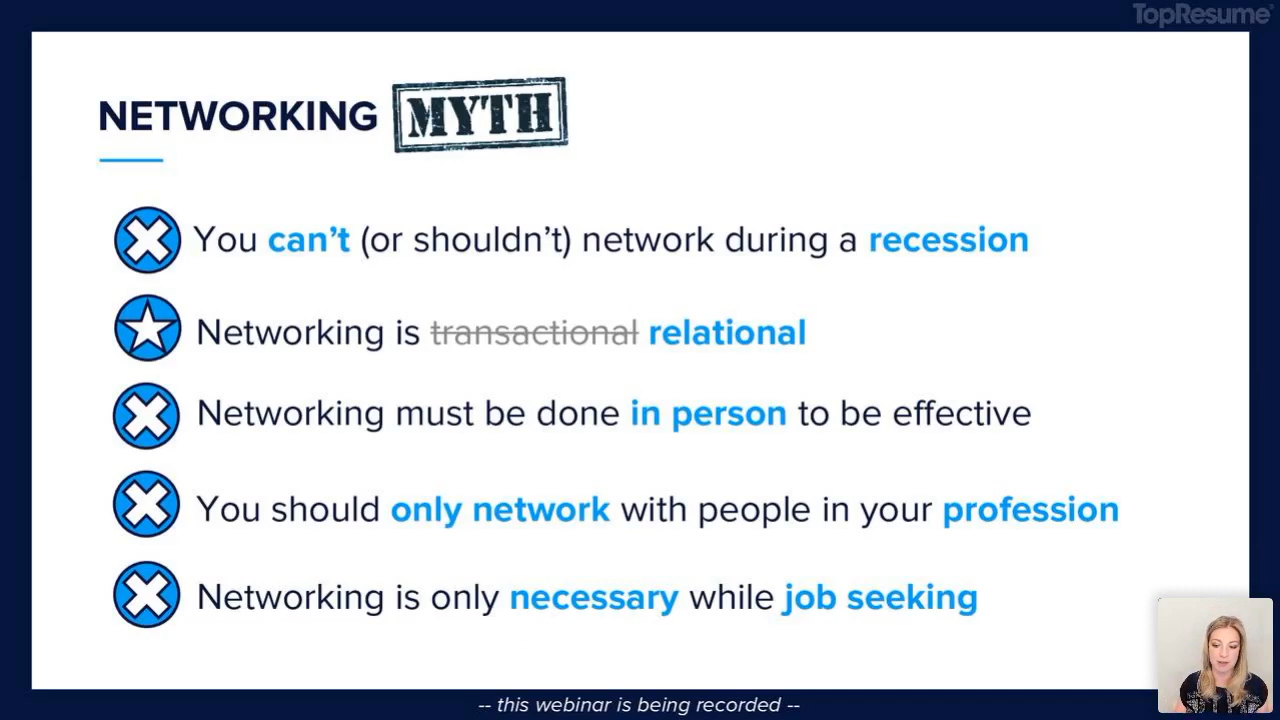 TopResume
NETWORKING MYTH
You can’t (or shouldn’t) network during a recession
Networking is transactional relational
Networking must be done in person to be effective
You should only network with people in your profession
Networking is only necessary while job seeking
-- this webinar is being recorded --